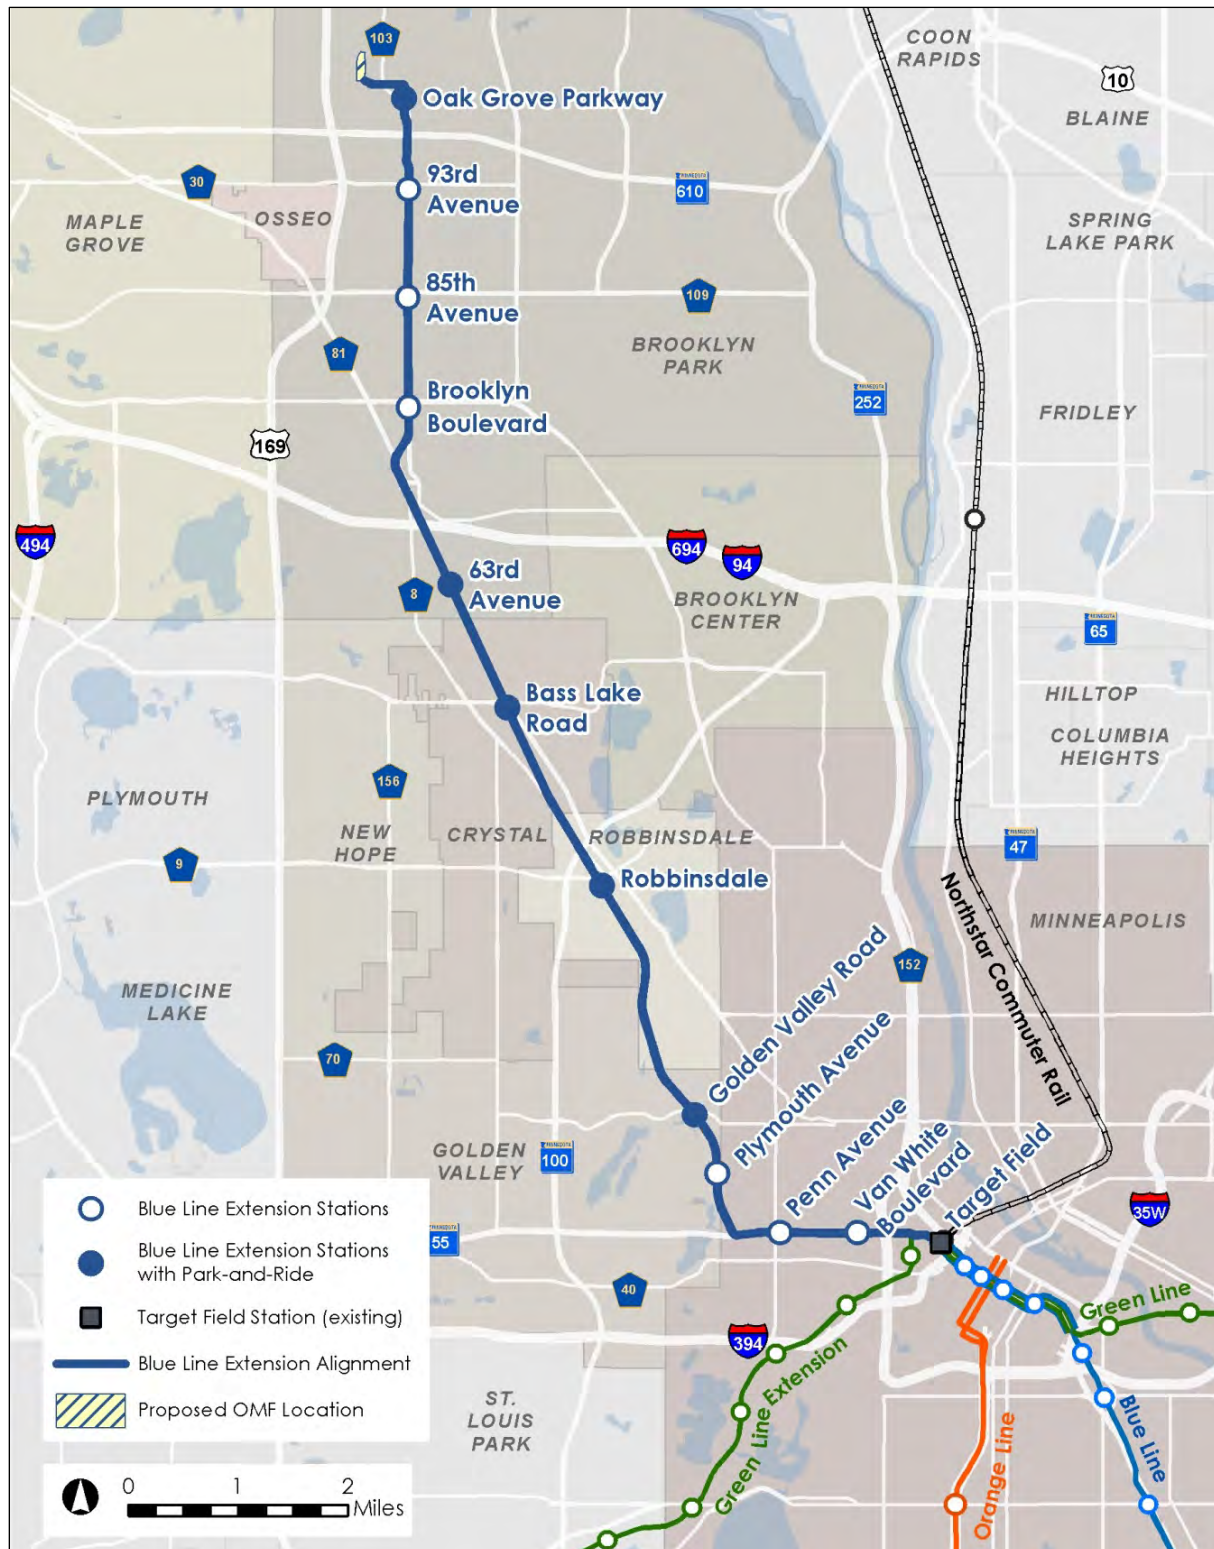 103
COON
RAPIDS
10
BLAINE
Oak Grove Parkway
30
93rd
Avenue
MINNESOTA
610
MAPLE
GROVE
OSSEO
SPRING
LAKE PARK
85th
Avenue
109
81
BROOKLYN
PARK
Brooklyn
Boulevard
MINNESOTA
252
FRIDLEY
169
494
694
94
63rd
Avenue
8
BROOKLYN
CENTER
65
Bass Lake
Road
HILLTOP
COLUMBIA
HEIGHTS
156
PLYMOUTH
NEW
HOPE
CRYSTAL
ROBBINSDALE
MINNESOTA
47
9
Robbinsdale
MINNEAPOLIS
Northstar Commuter Rail
152
MEDICINE
LAKE
70
Golden Valley Road
Plymouth Avenue
Penn Avenue
Van White
Boulevard
Target Field
GOLDEN
VALLEY
MINNESOTA
100
35W
55
40
394
Green Line
Green Line Extension
Blue Line
Orange Line
ST.
LOUIS
PARK
Blue Line Extension Stations
Blue Line Extension Stations
with Park-and-Ride
Target Field Station (existing)
Blue Line Extension Alignment
Proposed OMF Location
0 1 2
Miles